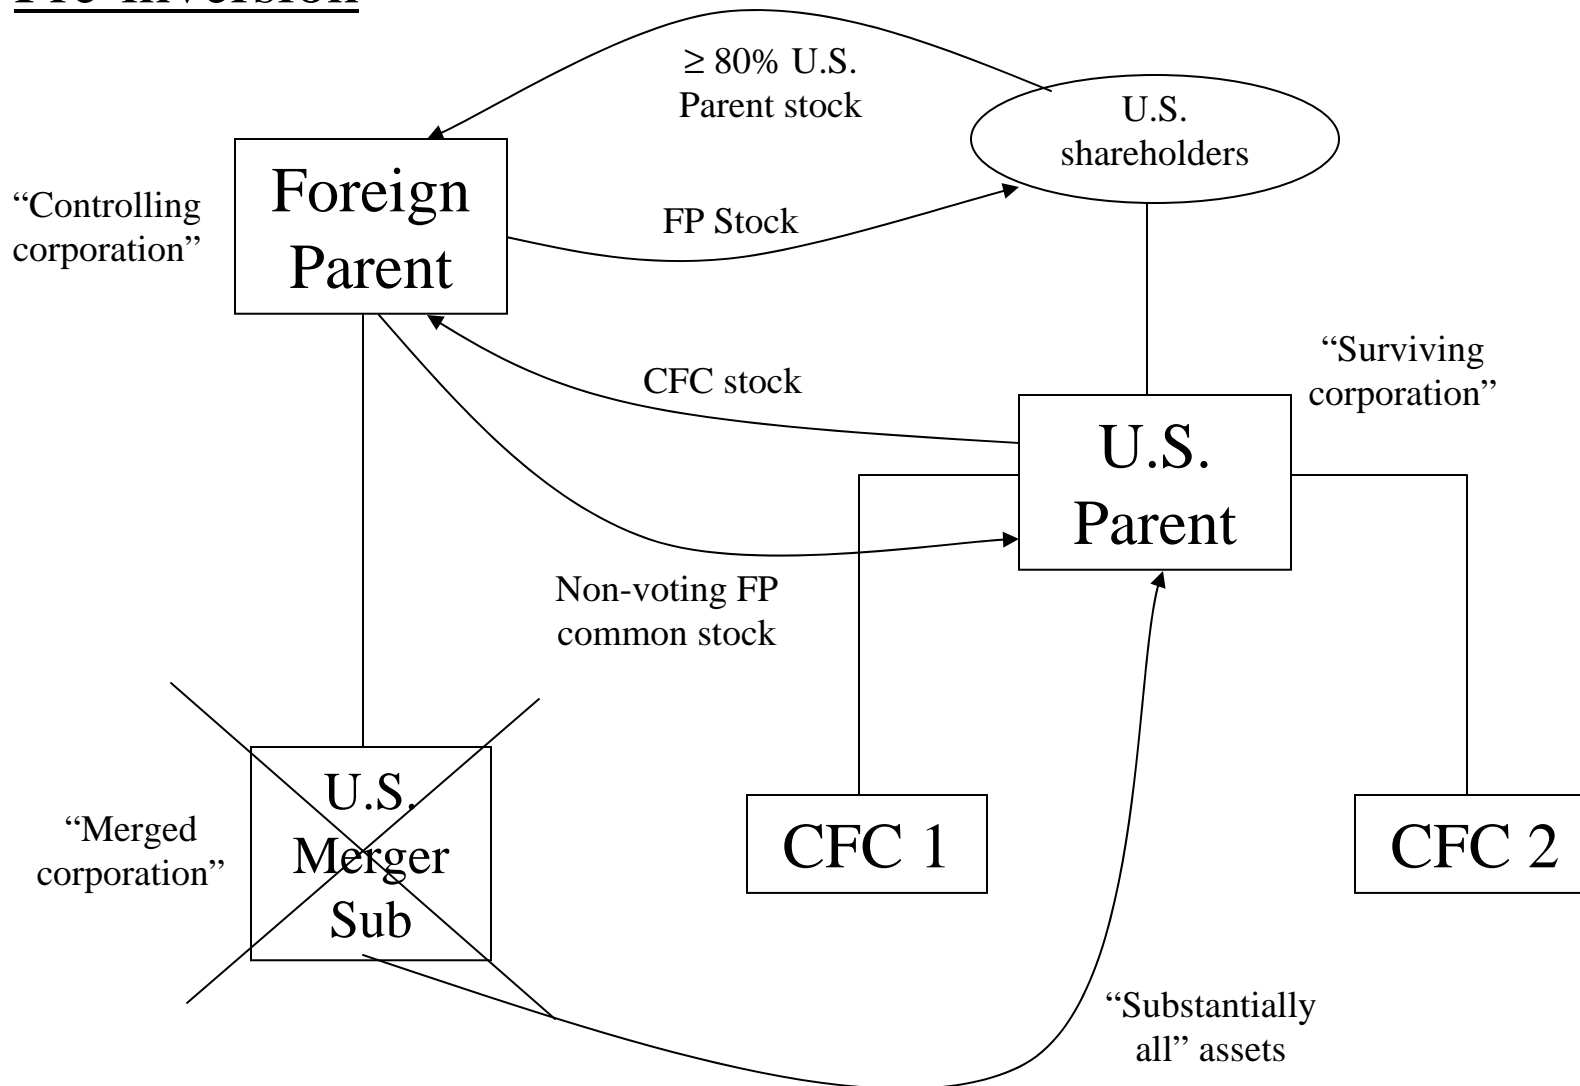 Pre-Inversion
≥ 80% U.S.
Parent stock
U.S.
shareholders
Foreign
Parent
“Controlling
corporation”
FP Stock
CFC stock
“Surviving
corporation”
U.S.
Parent
Non-voting FP
common stock
U.S.
Merger
Sub
“Merged
corporation”
CFC 1
CFC 2
“Substantially
all” assets